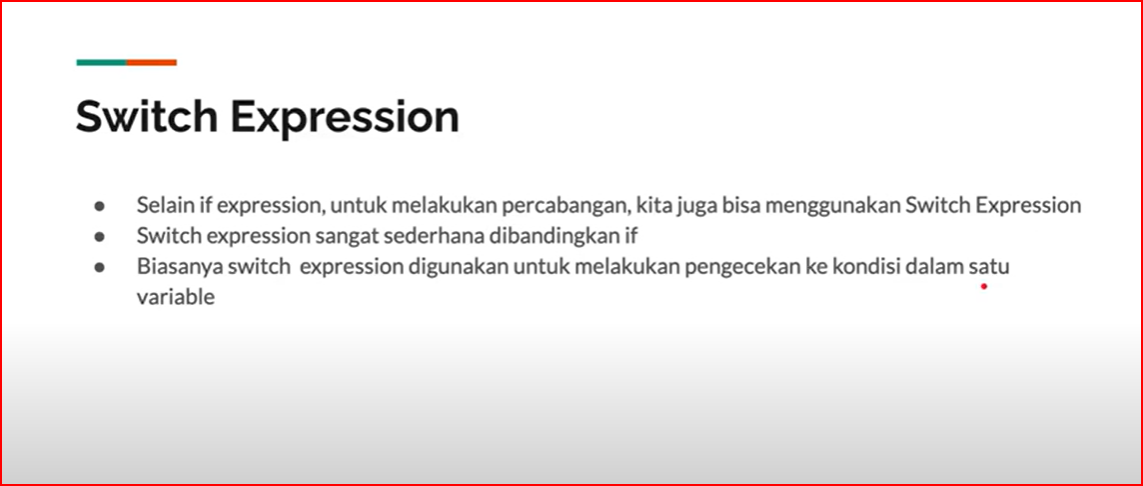 Switch Expression
● Selain if expression, untuk melakukan percabangan, kita juga bisa menggunakan Switch Expression
● Switch expression sangat sederhana dibandingkan if
● Biasanya switch expression digunakan untuk melakukan pengecekan ke kondisi dalam satu
variable